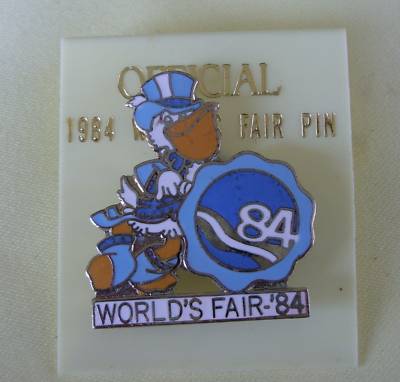 OFFICIAL
1984 FAIR PIN
84
WORLD'S FAIR-'84